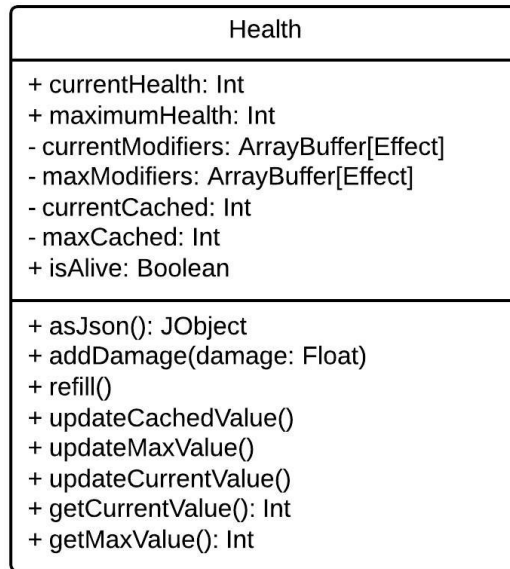 Health
+ currentHealth: Int
+ maximumHealth: Int
- currentModifiers: ArrayBuffer[Effect]
- maxModifiers: ArrayBuffer[Effect]
- currentCached: Int
- maxCached: Int
+ isAlive: Boolean
+ asJson(): JObject
+ addDamage(damage: Float)
+ refill()
+ updateCachedValue()
+ updateMaxValue()
+ updateCurrentValue()
+ getCurrentValue(): Int
+ getMaxValue(): Int